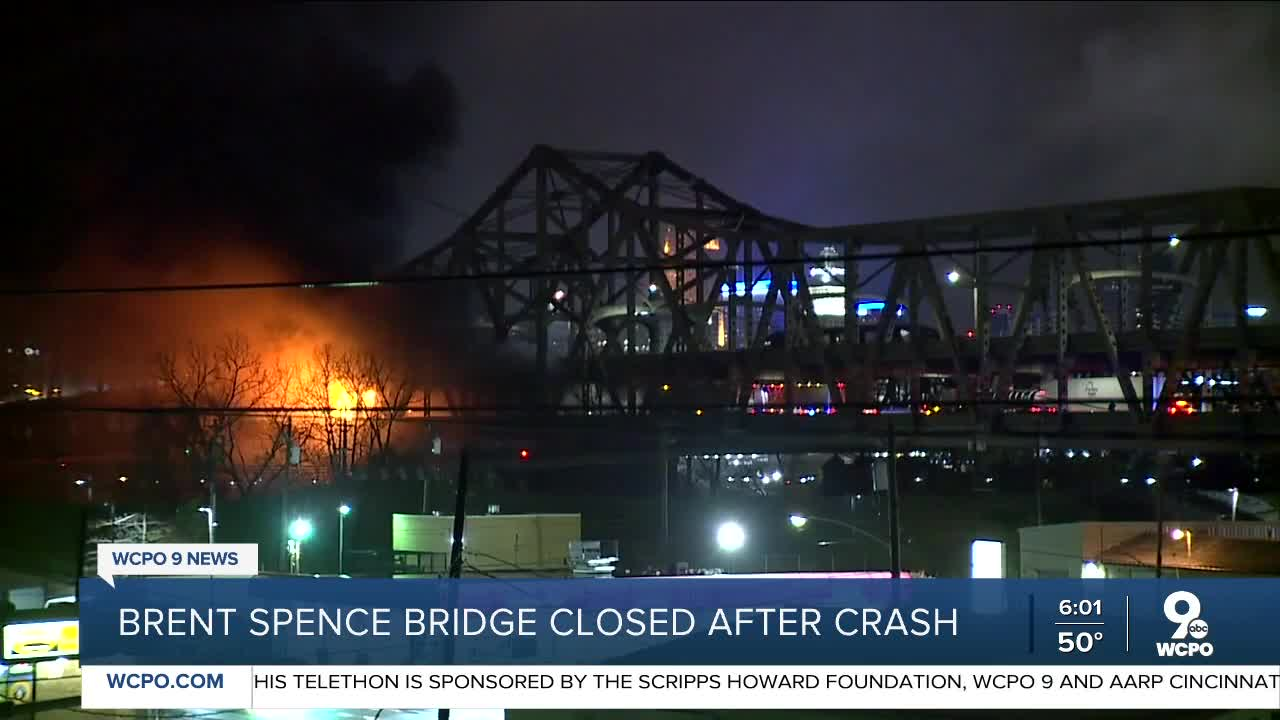 WCPO 9 NEWS
BRENT SPENCE BRIDGE CLOSED AFTER CRASH
6:01
50°
9
abc
WCPO
WCPO.COM
HIS TELETHON IS SPONSORED BY THE SCRIPPS HOWARD FOUNDATION, WCPO 9 AND AARP CINCINNAT